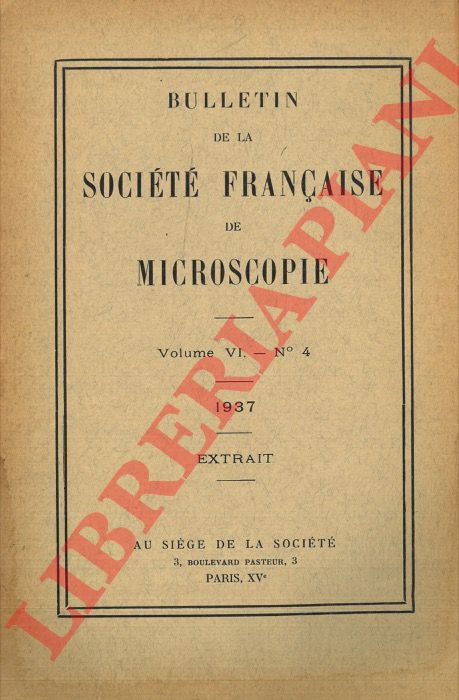 BULLETIN
DE LA
SOCIÉTÉ FRANÇAISE
DE
MICROSCOPIE
Volume VI. — Nº 4
1937
EXTRAIT
AU SIÈGE DE LA SOCIÉTÉ
3, BOULEVARD PASTEUR, 3
PARIS, XVe
LIBRERIA PIANI